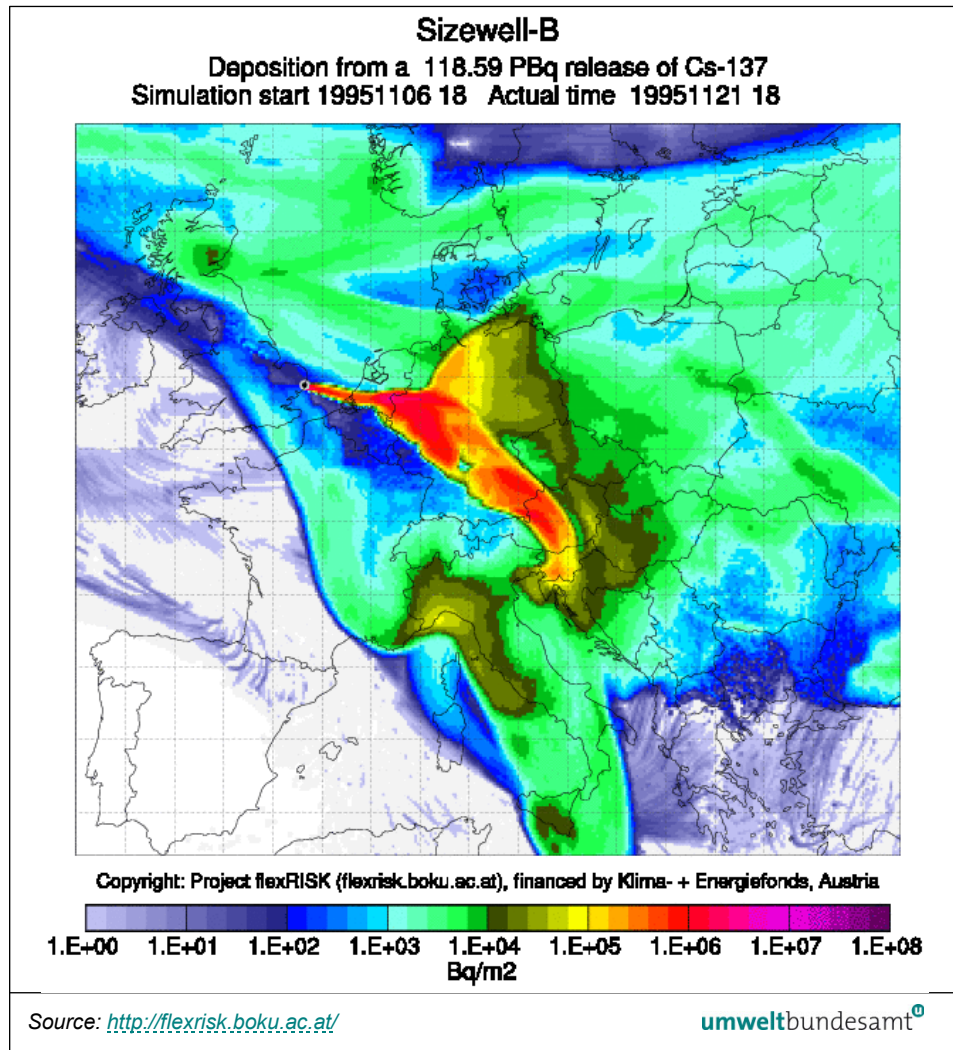 Sizewell-B
Deposition from a 118.59 PBq release of Cs-137
Simulation start 19951106 18 Actual time 19951121 18
Copyright: Project flexRISK (flexrisk.boku.ac.at), financed by Klima- + Energiefonds, Austria
1.E+00 1.E+01 1.E+02 1.E+03 1.E+04 1.E+05 1.E+06 1.E+07 1.E+08
Bq/m2
Source: http://flexrisk.boku.ac.at/ umweltbundesamt